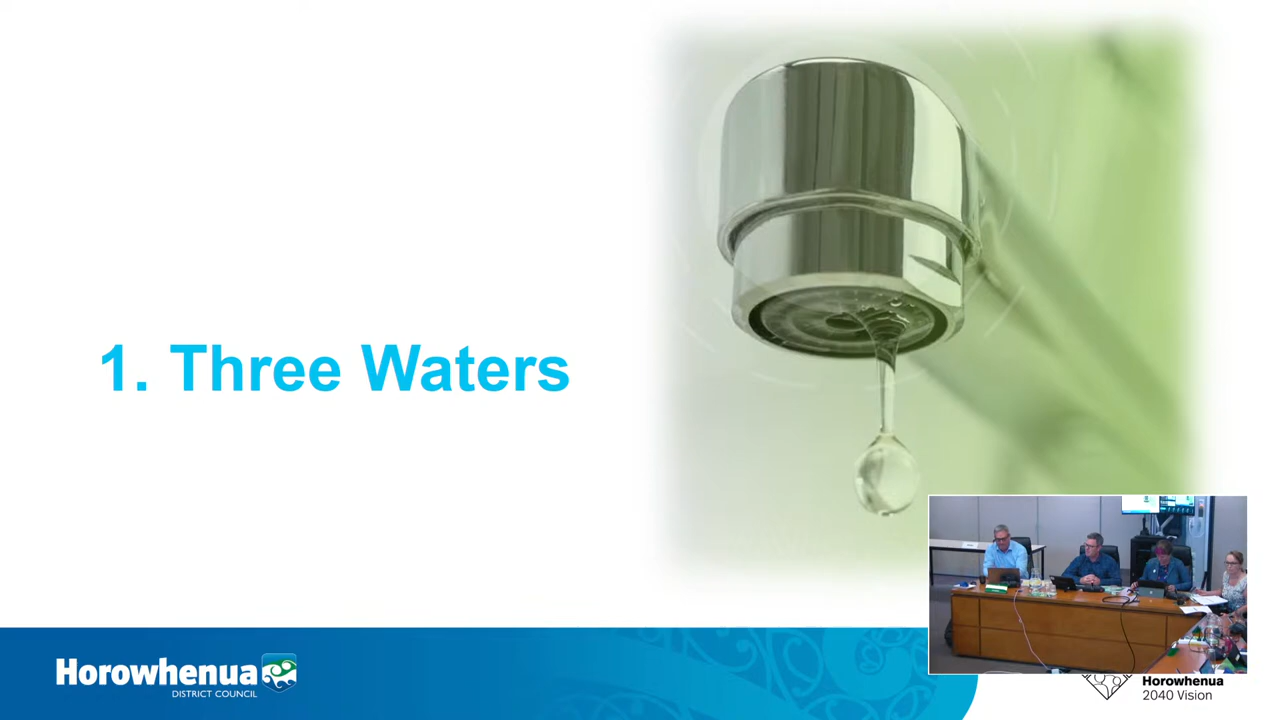 1. Three Waters
Horowhenua
DISTRICT COUNCIL
Horowhenua
2040 Vision